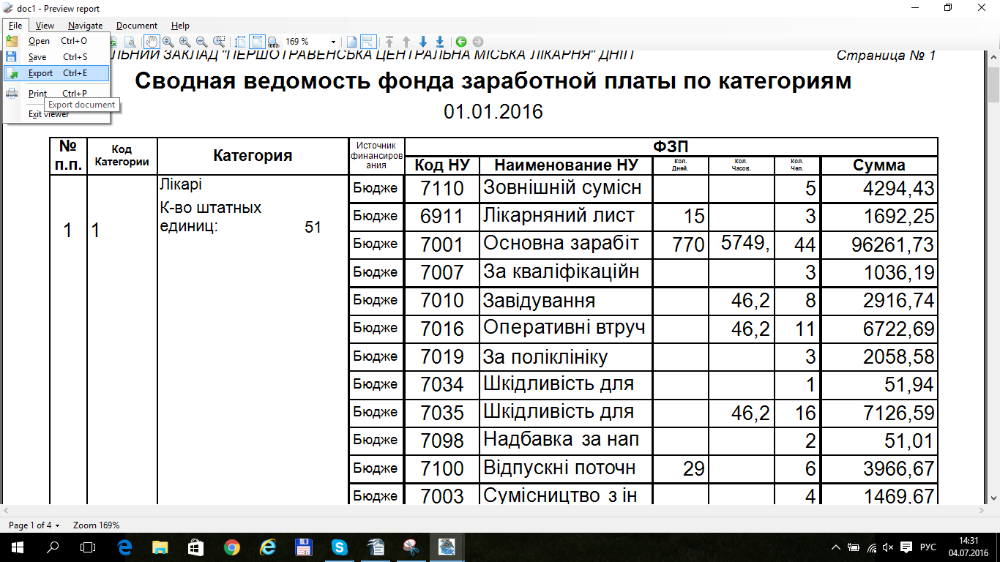 doc1 - Preview report
File View Navigate Document Help
Open Ctrl+O
Save Ctrl+S
Export Ctrl+E
Print Ctrl+P
Export document
Exit viewer
100%
169 %
ЛЬНИЙ ЗАКЛАД "ПЕРШОТРАВЕНСЬКА ЦЕНТРАЛЬНА МІСЬКА ЛІКАРНЯ" ДНІП
Страница № 1
Сводная ведомость фонда заработной платы по категориям
01.01.2016
№ п.п.
Код Категории
Категория
Источник финансирования
ФЗП
Код НУ Наименование НУ Кол. Дней. Кол. Часов. Кол. Чел. Сумма
1 1
Лікарі
К-во штатных
единиц: 51
Бюдже 7110 Зовнішній сумісн 5 4294,43
Бюдже 6911 Лікарняний лист 15 3 1692,25
Бюдже 7001 Основна зарабіт 770 5749, 44 96261,73
Бюдже 7007 За кваліфікаційн 3 1036,19
Бюдже 7010 Завідування 46,2 8 2916,74
Бюдже 7016 Оперативні втруч 46,2 11 6722,69
Бюдже 7019 За поліклініку 3 2058,58
Бюдже 7034 Шкідливість для 1 51,94
Бюдже 7035 Шкідливість для 46,2 16 7126,59
Бюдже 7098 Надбавка за нап 2 51,01
Бюдже 7100 Відпускні поточн 29 6 3966,67
Бюдже 7003 Сумісництво з ін 4 1469,67
Page 1 of 4 Zoom 169%
РУС
14:31
04.07.2016